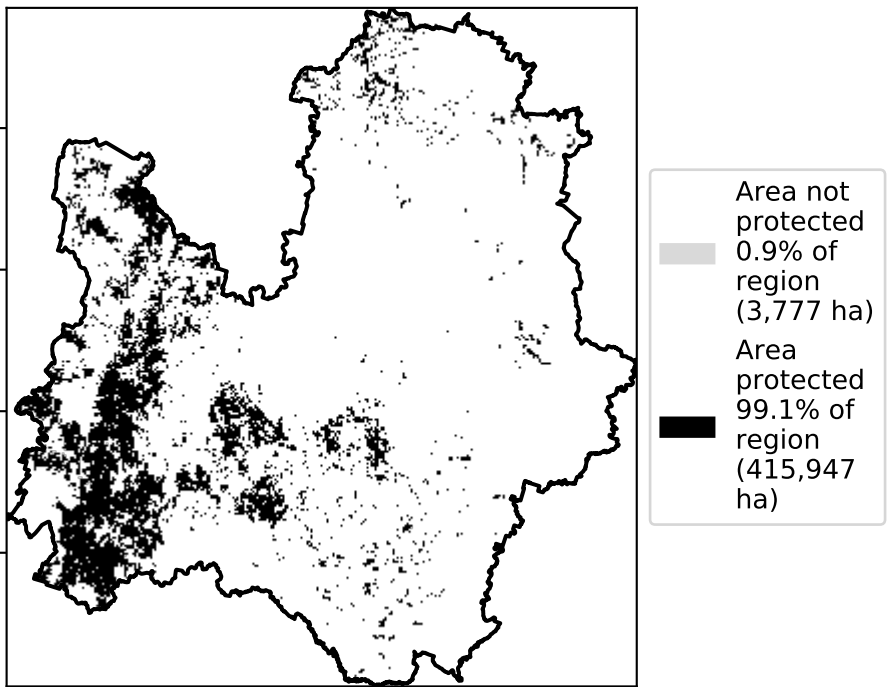 Area not
protected
0.9% of
region
(3,777 ha)
Area
protected
99.1% of
region
(415,947
ha)